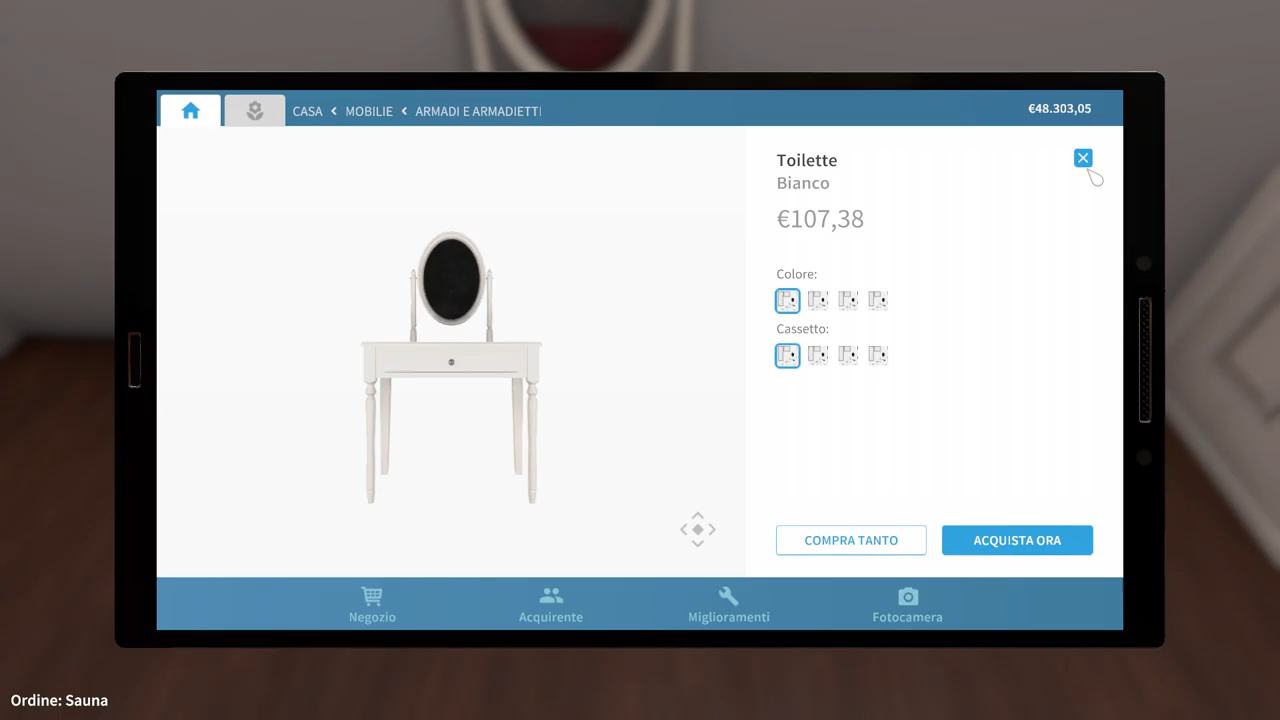 CASA < MOBILIE < ARMADI E ARMADIETTI
€48.303,05
Toilette
Bianco
€107,38
Colore:
Cassetto:
COMPRA TANTO
ACQUISTA ORA
Negozio
Acquirente
Miglioramenti
Fotocamera
Ordine: Sauna